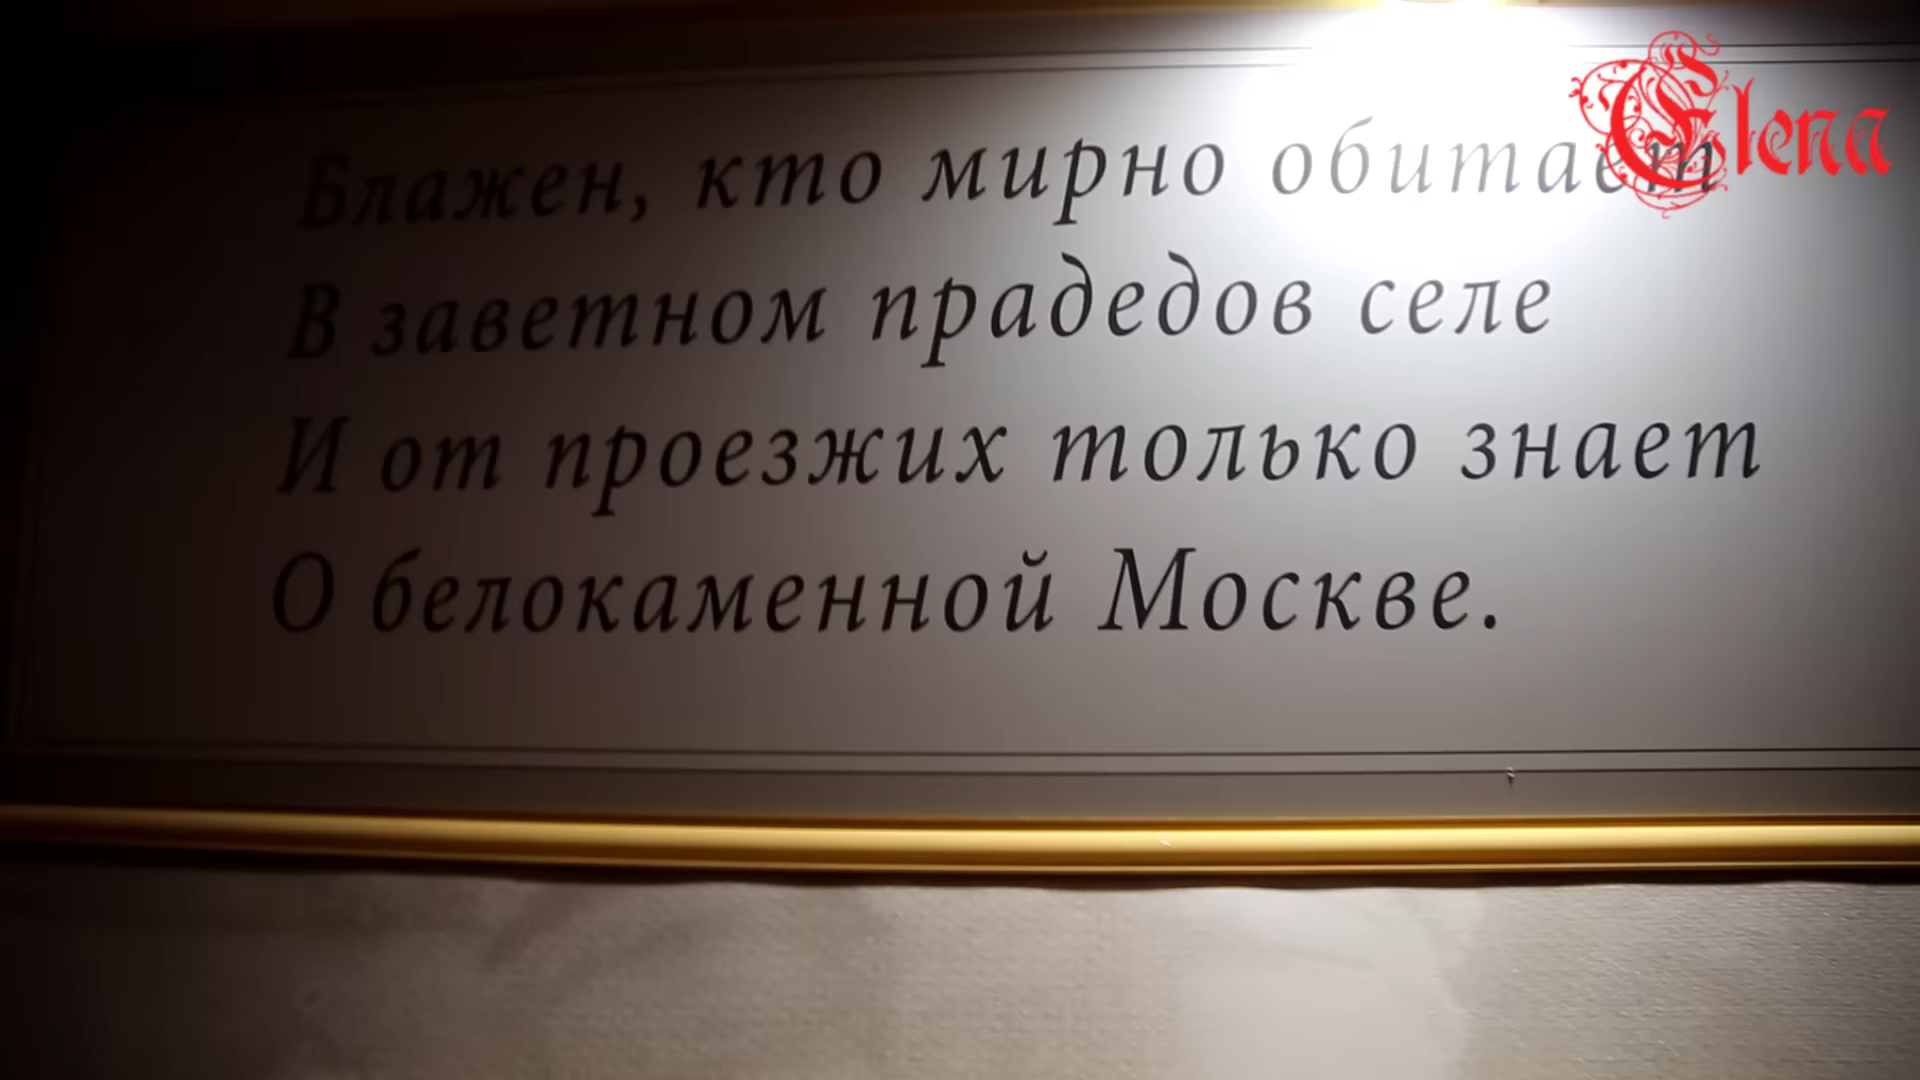 Elena
Блажен, кто мирно обитает
В заветном прадедов селе
И от проезжих только знает
О белокаменной Москве.